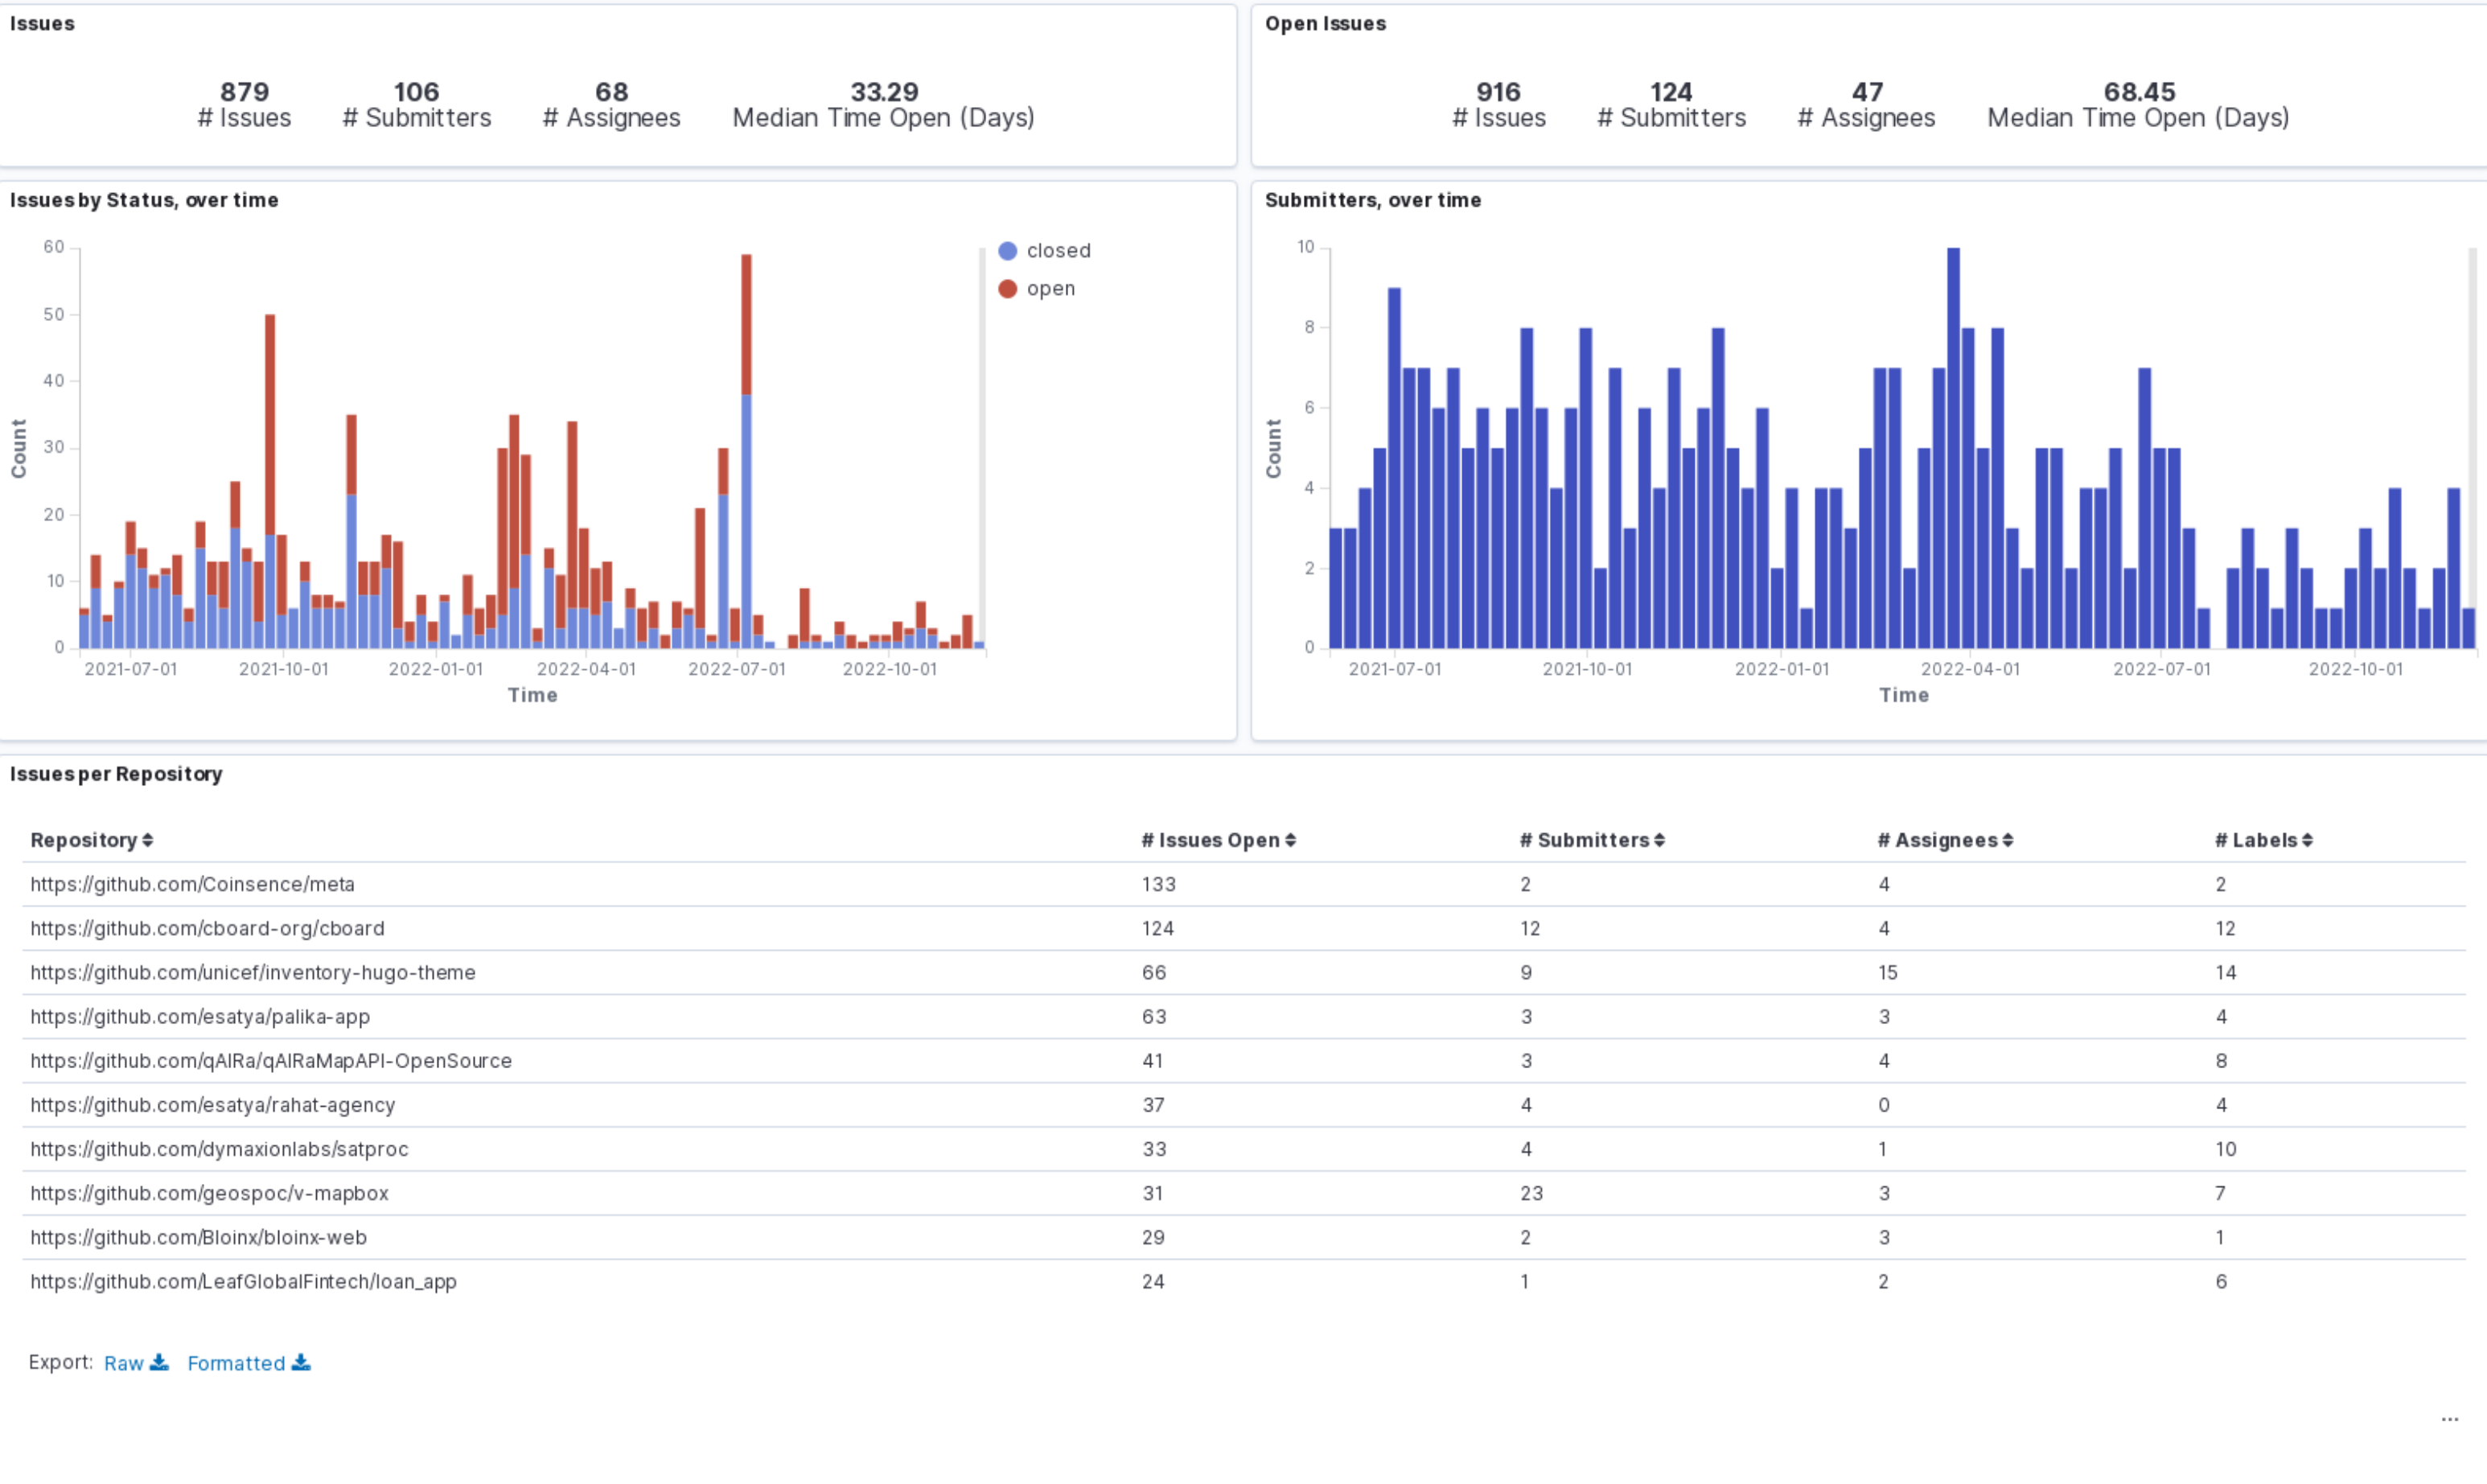 Issues
879 106 68 33.29
# Issues # Submitters # Assignees Median Time Open (Days)
Open Issues
916 124 47 68.45
# Issues # Submitters # Assignees Median Time Open (Days)
Issues by Status, over time
60
50
40
30
20
10
0
Count
2021-07-01 2021-10-01 2022-01-01 2022-04-01 2022-07-01 2022-10-01
Time
closed
open
Submitters, over time
10
8
6
4
2
0
Count
2021-07-01 2021-10-01 2022-01-01 2022-04-01 2022-07-01 2022-10-01
Time
Issues per Repository
Repository # Issues Open # Submitters # Assignees # Labels
https://github.com/Coinsence/meta 133 2 4 2
https://github.com/cboard-org/cboard 124 12 4 12
https://github.com/unicef/inventory-hugo-theme 66 9 15 14
https://github.com/esatya/palika-app 63 3 3 4
https://github.com/qAIRa/qAIRaMapAPI-OpenSource 41 3 4 8
https://github.com/esatya/rahat-agency 37 4 0 4
https://github.com/dymaxionlabs/satproc 33 4 1 10
https://github.com/geospoc/v-mapbox 31 23 3 7
https://github.com/Bloinx/bloinx-web 29 2 3 1
https://github.com/LeafGlobalFintech/loan_app 24 1 2 6
Export: Raw Formatted
...